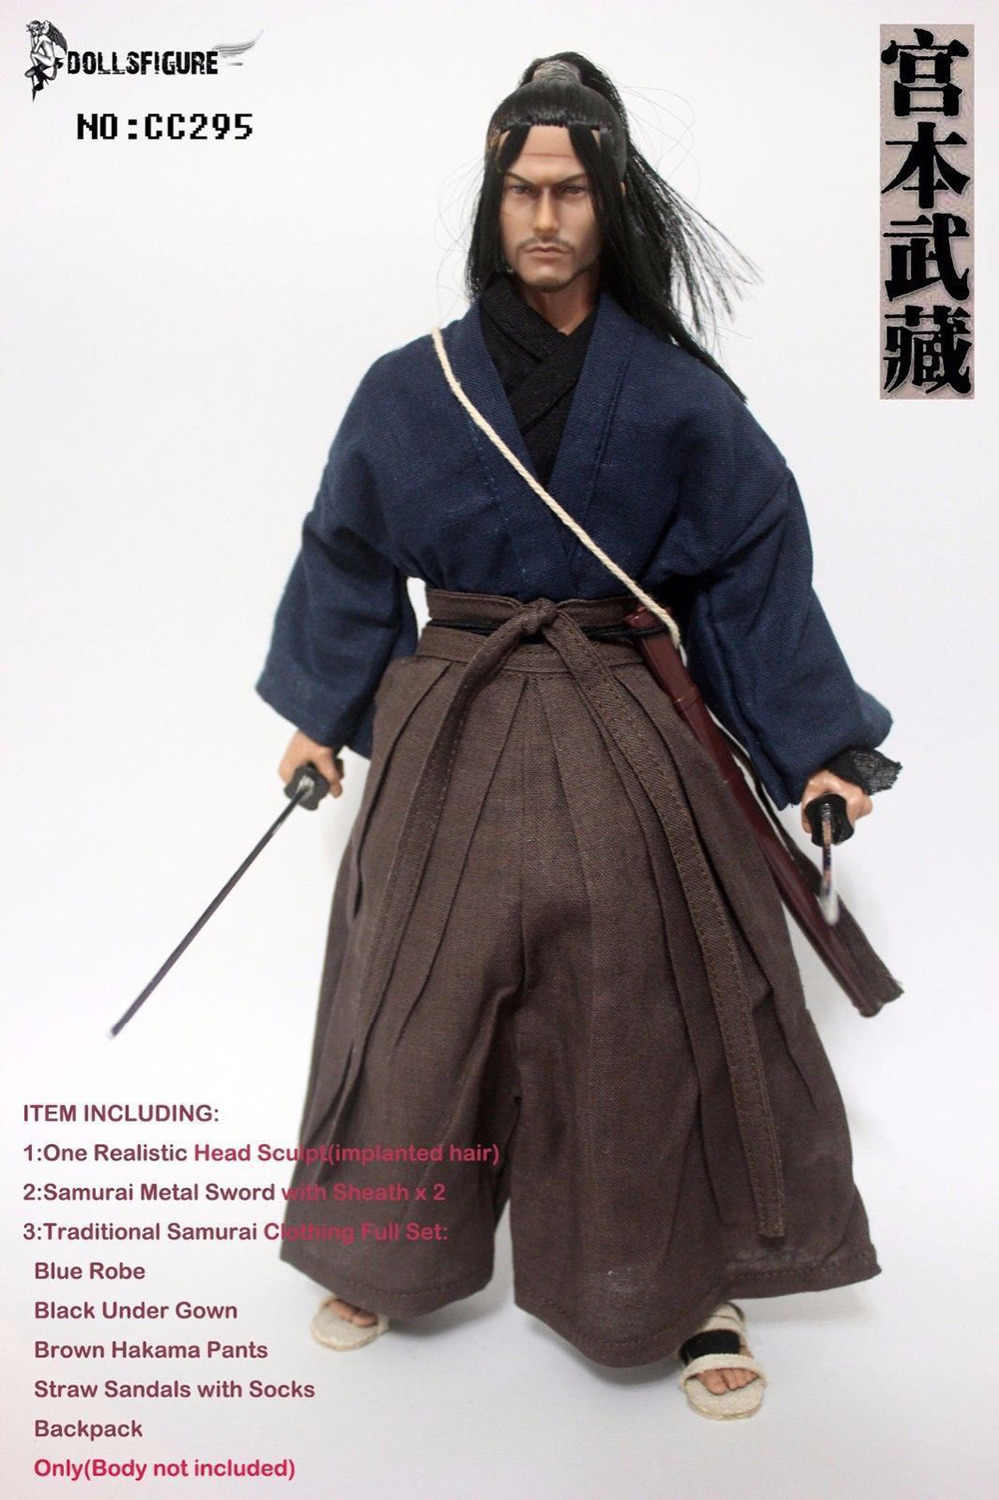 DOLLSFIGURE
NO:CC295
宮本武藏
ITEM INCLUDING:
1:One Realistic Head Sculpt(implanted hair)
2:Samurai Metal Sword with Sheath x 2
3:Traditional Samurai Clothing Full Set:
Blue Robe
Black Under Gown
Brown Hakama Pants
Straw Sandals with Socks
Backpack
Only(Body not included)